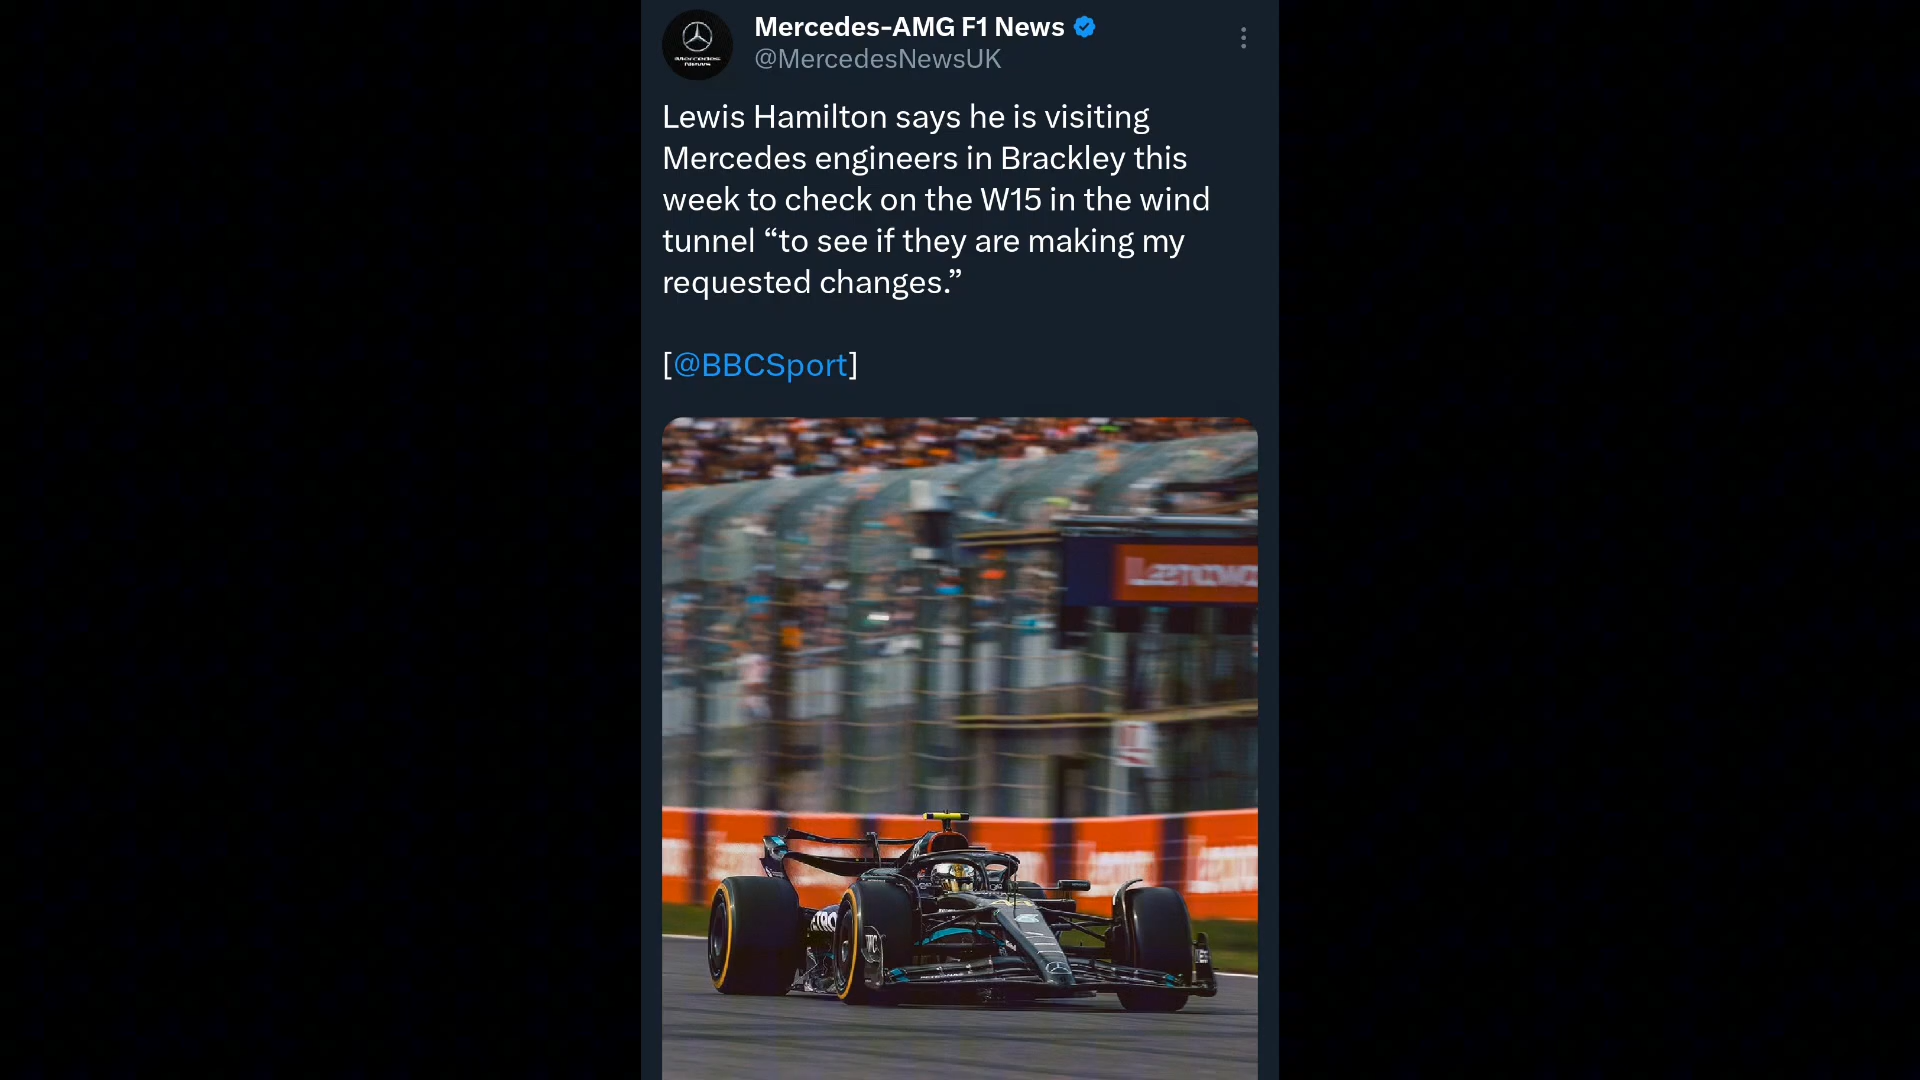 Mercedes-AMG F1 News
@MercedesNewsUK
Lewis Hamilton says he is visiting
Mercedes engineers in Brackley this
week to check on the W15 in the wind
tunnel “to see if they are making my
requested changes.”
[@BBCSport]